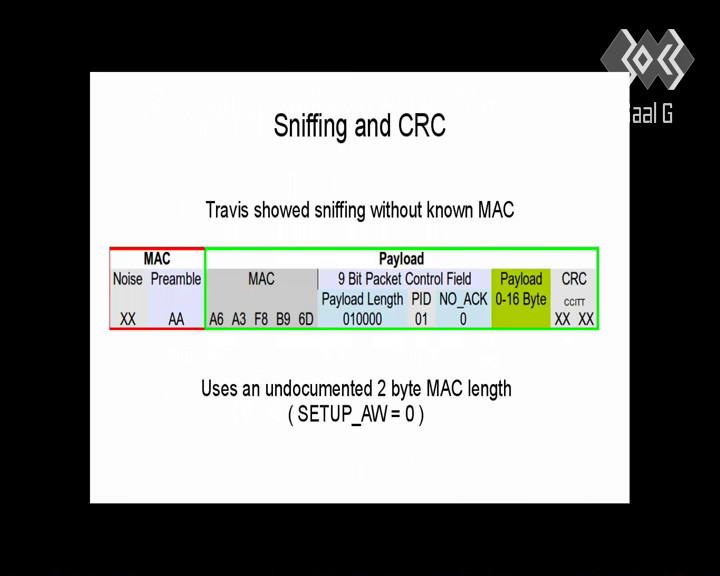 Sniffing and CRC
aal G
Travis showed sniffing without known MAC
MAC Payload
Noise Preamble MAC 9 Bit Packet Control Field Payload CRC
Payload Length PID NO_ACK 0-16 Byte CCITT
XX AA A6 A3 F8 B9 6D 010000 01 0 XX XX
Uses an undocumented 2 byte MAC length
( SETUP_AW = 0 )